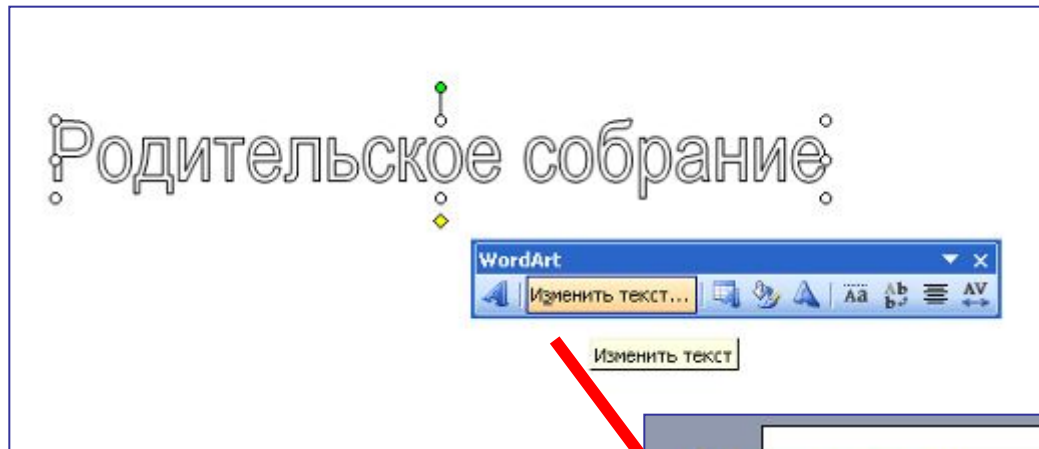 Родительское собрание
WordArt
Изменить текст...
Изменить текст